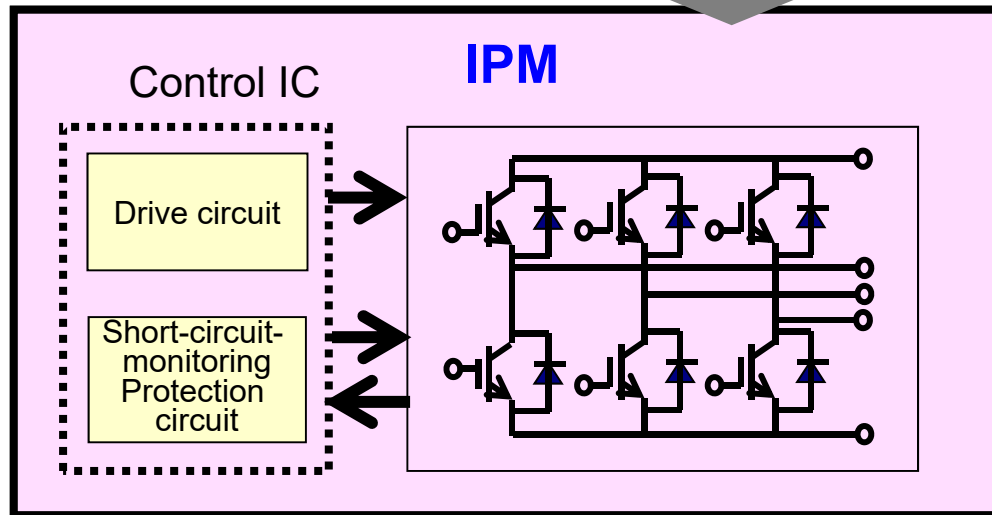 IPM
Control IC
Drive circuit
Short-circuit-
monitoring
Protection
circuit